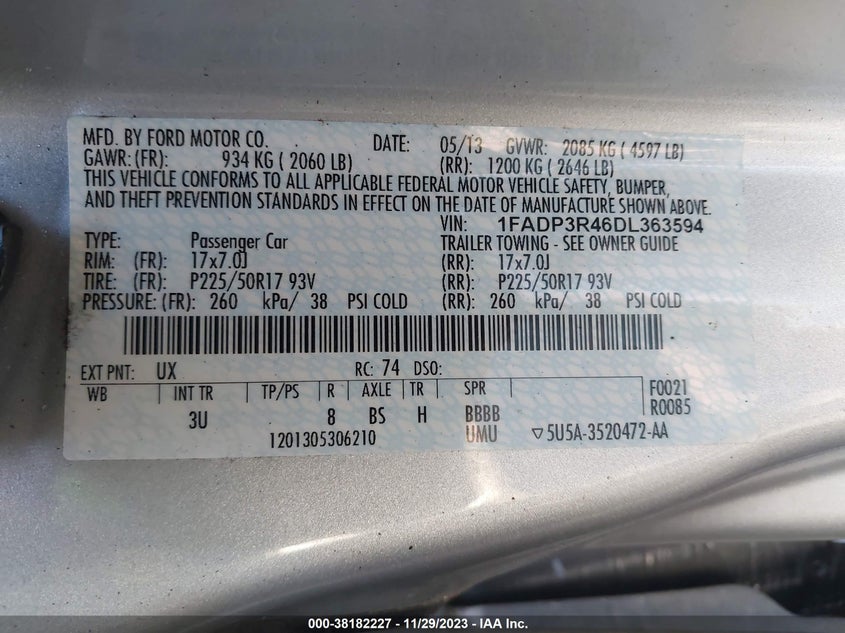 MFD. BY FORD MOTOR CO. DATE: 05/13 GVWR: 2085 KG ( 4597 LB)
GAWR: (FR): 934 KG ( 2060 LB) (RR): 1200 KG ( 2646 LB)
THIS VEHICLE CONFORMS TO ALL APPLICABLE FEDERAL MOTOR VEHICLE SAFETY, BUMPER,
AND THEFT PREVENTION STANDARDS IN EFFECT ON THE DATE OF MANUFACTURE SHOWN ABOVE.
VIN: 1FADP3R46DL363594
TYPE: Passenger Car TRAILER TOWING - SEE OWNER GUIDE
RIM: (FR): 17x7.0J (RR): 17x7.0J
TIRE: (FR): P225/50R17 93V (RR): P225/50R17 93V
PRESSURE: (FR): 260 kPa/ 38 PSI COLD (RR): 260 kPa/ 38 PSI COLD
EXT PNT: UX RC: 74 DSO:
WB INT TR TP/PS R AXLE TR SPR F0021
3U 8 BS H BBBB R0085
1201305306210 UMU ▽5U5A-3520472-AA
000-38182227 - 11/29/2023 - IAA Inc.